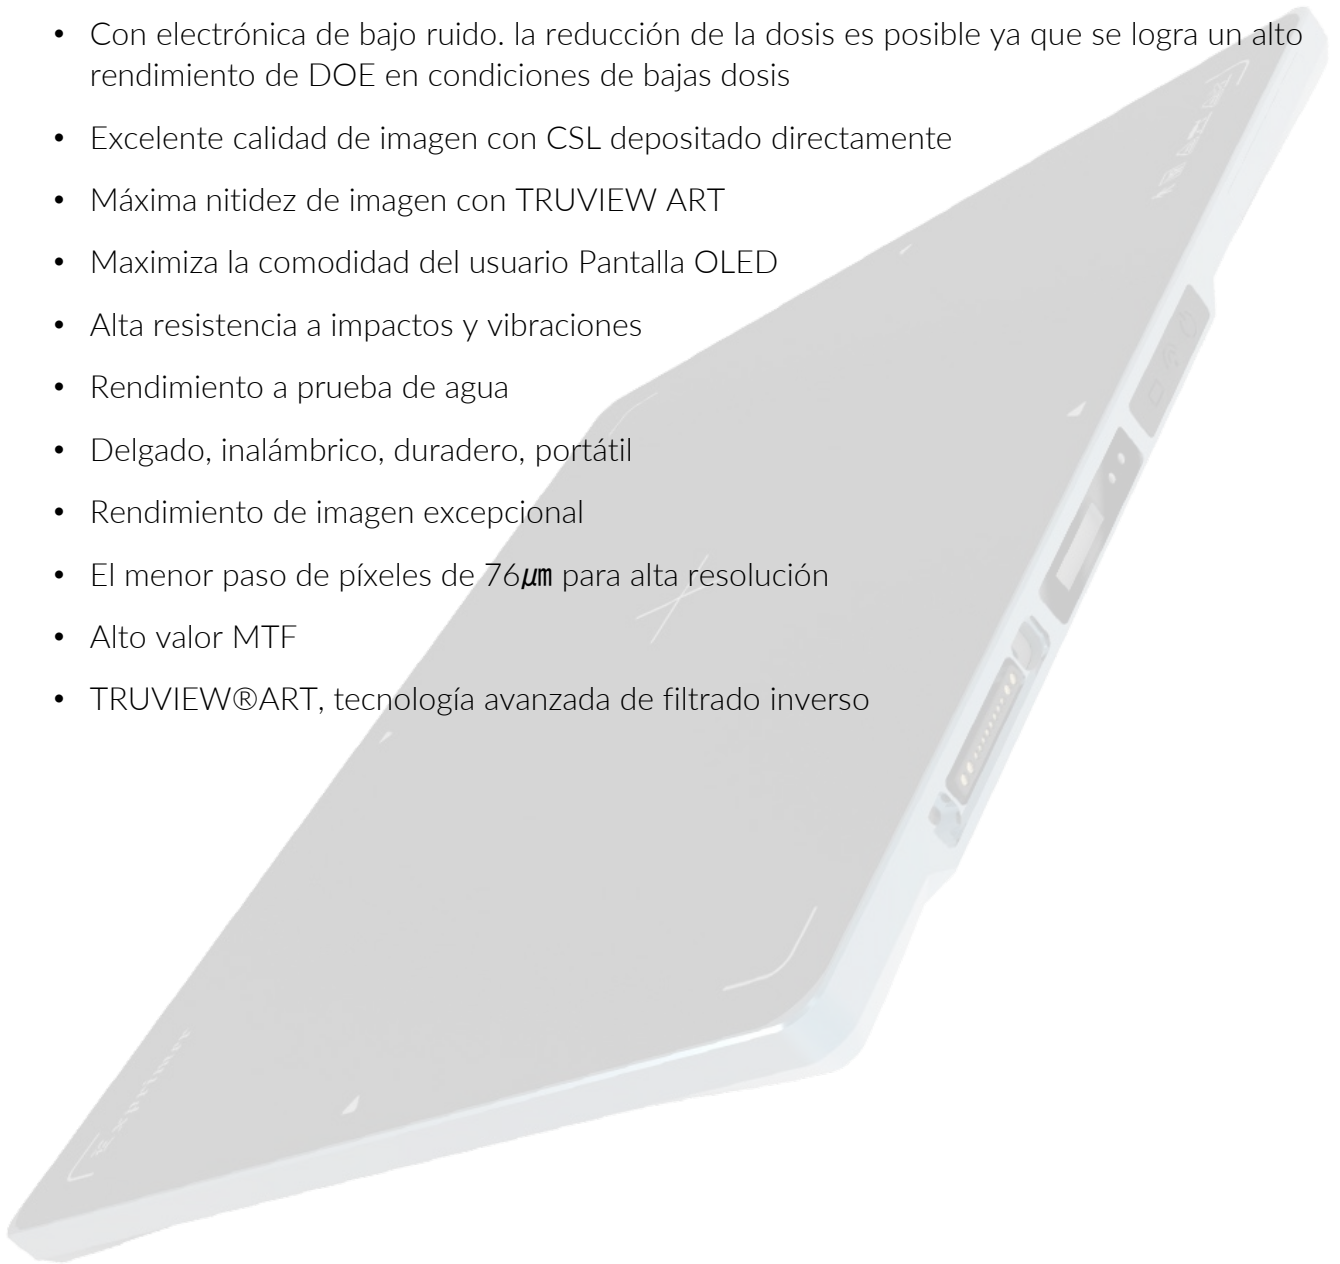 • Con electrónica de bajo ruido. la reducción de la dosis es posible ya que se logra un alto
rendimiento de DOE en condiciones de bajas dosis
• Excelente calidad de imagen con CSL depositado directamente
• Máxima nitidez de imagen con TRUVIEW ART
• Maximiza la comodidad del usuario Pantalla OLED
• Alta resistencia a impactos y vibraciones
• Rendimiento a prueba de agua
• Delgado, inalámbrico, duradero, portátil
• Rendimiento de imagen excepcional
• El menor paso de píxeles de 76㎛ para alta resolución
• Alto valor MTF
• TRUVIEW®ART, tecnología avanzada de filtrado inverso